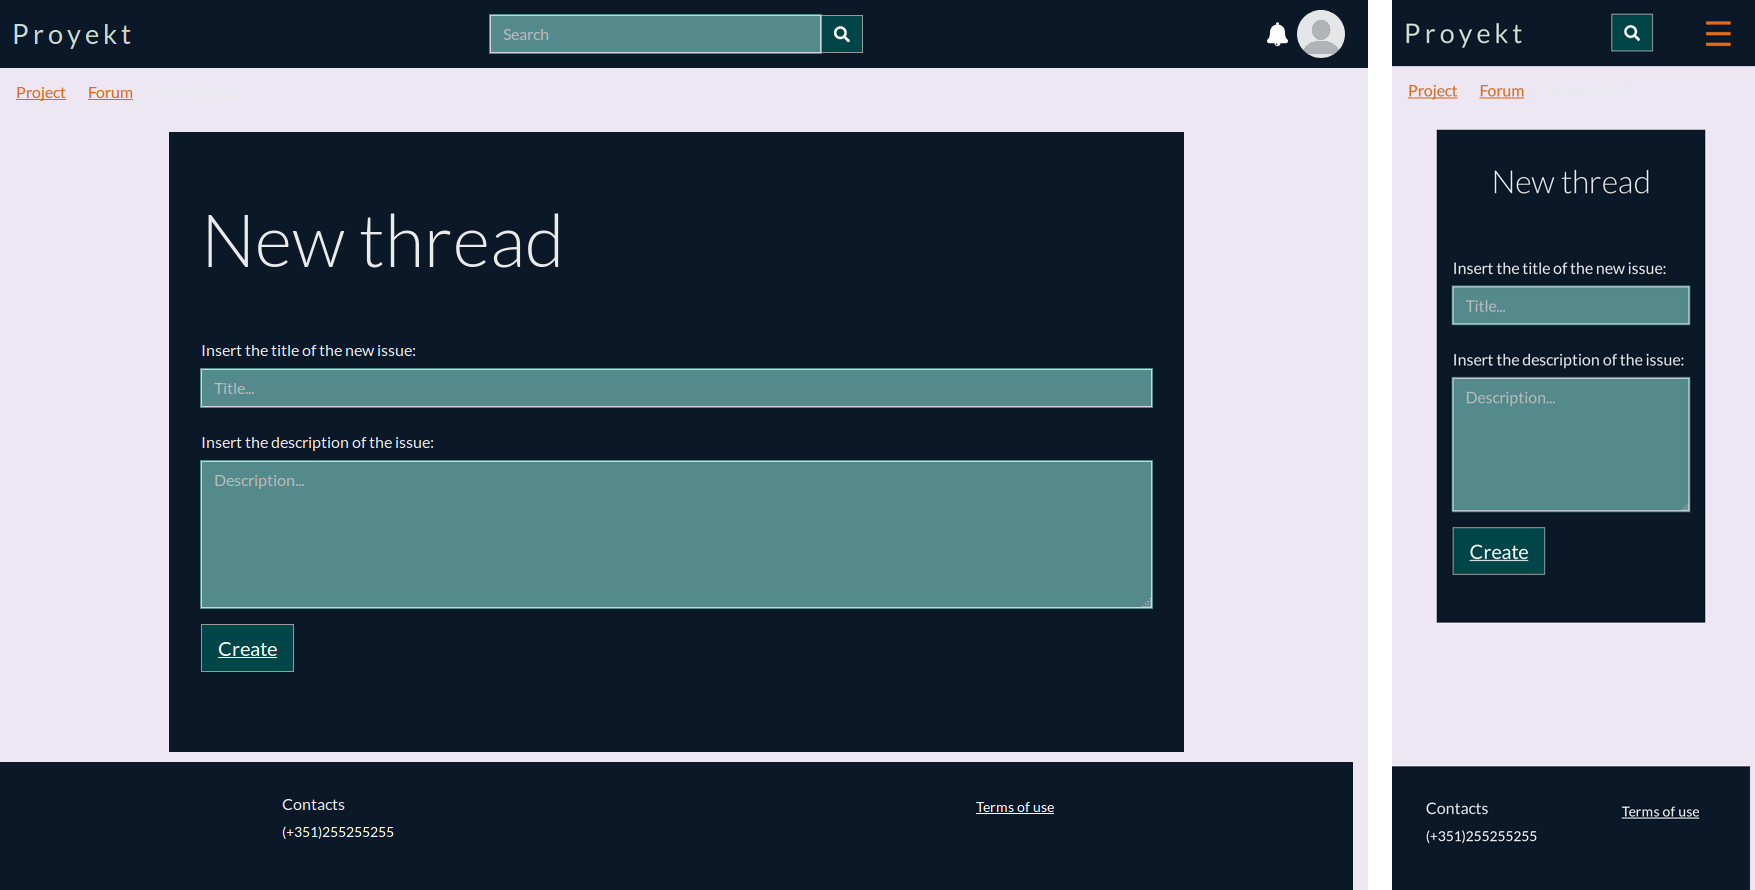 Proyekt
Search
Project
Forum
New thread
Insert the title of the new issue:
Title...
Insert the description of the issue:
Description...
Create
Contacts
(+351)255255255
Terms of use
Proyekt
Project
Forum
New thread
Insert the title of the new issue:
Title...
Insert the description of the issue:
Description...
Create
Contacts
(+351)255255255
Terms of use